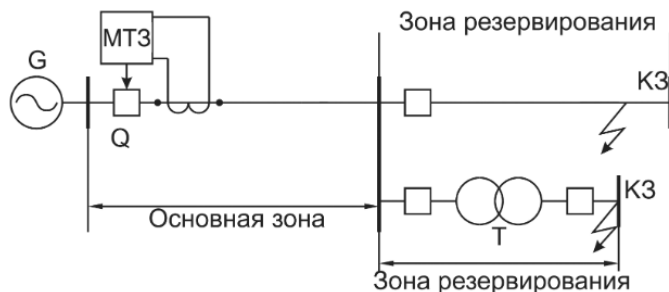 Зона резервирования
МТЗ
G
КЗ
Q
КЗ
Основная зона
Т
Зона резервирования